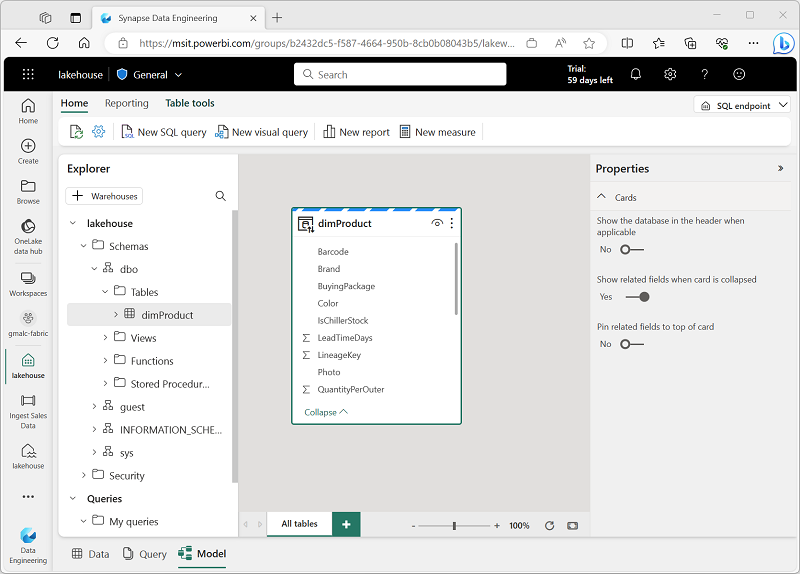 Synapse Data Engineering
https://msit.powerbi.com/groups/b2432dc5-f587-4664-950b-8cb0b08043b5/lakew...
lakehouse
General
Search
Trial:
59 days left
Home
Reporting
Table tools
SQL endpoint
New SQL query
New visual query
New report
New measure
Home
Create
Browse
OneLake
data hub
Workspaces
gmalc-fabric
lakehouse
Ingest Sales
Data
lakehouse
Data
Engineering
Explorer
+ Warehouses
lakehouse
Schemas
dbo
Tables
dimProduct
Views
Functions
Stored Procedur...
guest
INFORMATION_SCHE...
sys
Security
Queries
My queries
dimProduct
Barcode
Brand
BuyingPackage
Color
IsChillerStock
LeadTimeDays
LineageKey
Photo
QuantityPerOuter
Collapse
Properties
Cards
Show the database in the header when
applicable
No
Show related fields when card is collapsed
Yes
Pin related fields to top of card
No
All tables
+
- + 100%
Data
Query
Model